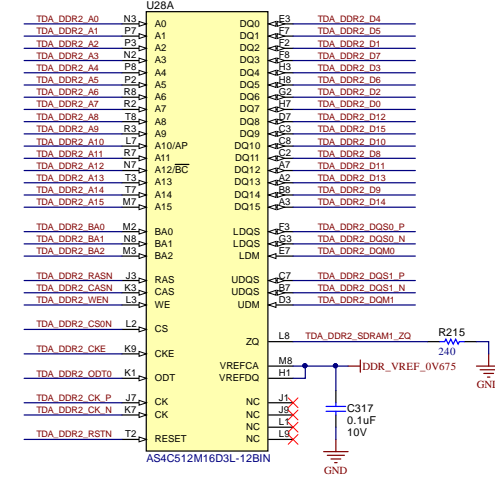 U28A
TDA_DDR2_A0 N3 A0 DQ0 E3 TDA_DDR2_D4
TDA_DDR2_A1 P7 A1 DQ1 F7 TDA_DDR2_D5
TDA_DDR2_A2 P3 A2 DQ2 F2 TDA_DDR2_D1
TDA_DDR2_A3 N2 A3 DQ3 F8 TDA_DDR2_D7
TDA_DDR2_A4 P8 A4 DQ4 H3 TDA_DDR2_D3
TDA_DDR2_A5 P2 A5 DQ5 H8 TDA_DDR2_D6
TDA_DDR2_A6 R8 A6 DQ6 G2 TDA_DDR2_D2
TDA_DDR2_A7 R2 A7 DQ7 H7 TDA_DDR2_D0
TDA_DDR2_A8 T8 A8 DQ8 D7 TDA_DDR2_D12
TDA_DDR2_A9 R3 A9 DQ9 C3 TDA_DDR2_D15
TDA_DDR2_A10 L7 A10/AP DQ10 C8 TDA_DDR2_D10
TDA_DDR2_A11 R7 A11 DQ11 C2 TDA_DDR2_D8
TDA_DDR2_A12 N7 A12/BC DQ12 A7 TDA_DDR2_D11
TDA_DDR2_A13 T3 A13 DQ13 A2 TDA_DDR2_D13
TDA_DDR2_A14 T7 A14 DQ14 B8 TDA_DDR2_D9
TDA_DDR2_A15 M7 A15 DQ15 A3 TDA_DDR2_D14
TDA_DDR2_BA0 M2 BA0 LDQS F3 TDA_DDR2_DQS0_P
TDA_DDR2_BA1 N8 BA1 LDQS G3 TDA_DDR2_DQS0_N
TDA_DDR2_BA2 M3 BA2 LDM E7 TDA_DDR2_DQM0
TDA_DDR2_RASN J3 RAS UDQS C7 TDA_DDR2_DQS1_P
TDA_DDR2_CASN K3 CAS UDQS B7 TDA_DDR2_DQS1_N
TDA_DDR2_WEN L3 WE UDM D3 TDA_DDR2_DQM1
TDA_DDR2_CS0N L2 CS
ZQ L8 TDA_DDR2_SDRAM1_ZQ R215
240
TDA_DDR2_CKE K9 CKE
VREFCA M8 DDR_VREF_0V675
TDA_DDR2_ODT0 K1 ODT VREFDQ H1
GND
TDA_DDR2_CK_P J7 CK NC J1
TDA_DDR2_CK_N K7 CK NC J9
NC L1
TDA_DDR2_RSTN T2 RESET NC L9
C317
0.1uF
10V
AS4C512M16D3L-12BIN
GND